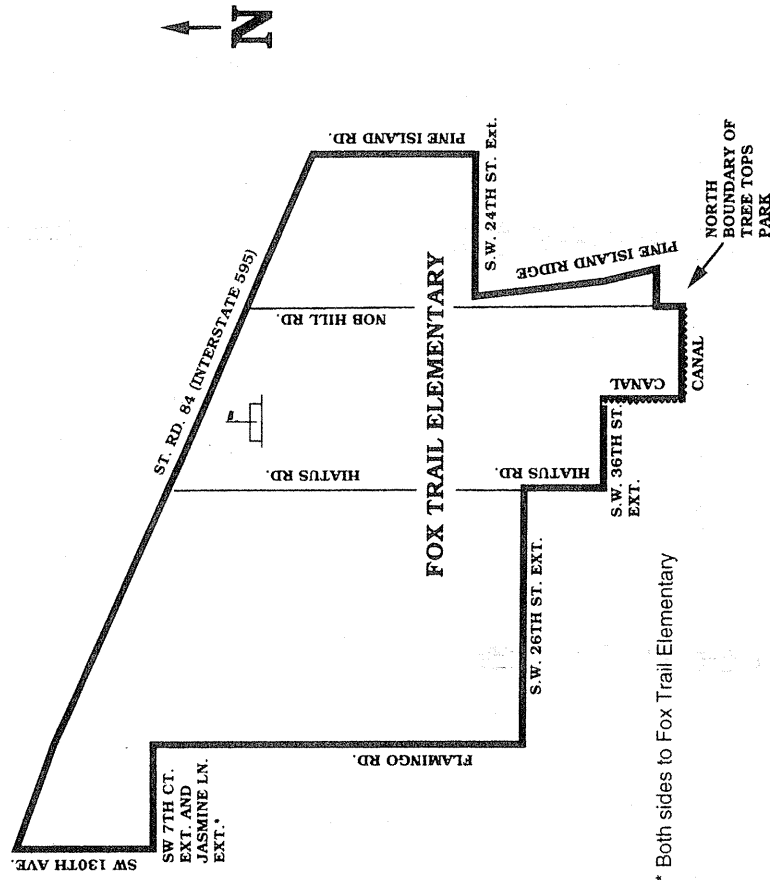 N
ST. RD. 84 (INTERSTATE 595)
PINE ISLAND RD.
NOB HILL RD.
HIATUS RD.
FOX TRAIL ELEMENTARY
S.W. 24TH ST. Ext.
PINE ISLAND RIDGE
NORTH
BOUNDARY OF
TREE TOPS
PARK
CANAL
CANAL
S.W. 36TH ST.
EXT.
HIATUS RD.
S.W. 26TH ST. EXT.
FLAMINGO RD.
SW 7TH CT.
EXT. AND
JASMINE LN.
EXT.*
SW 130TH AVE.
* Both sides to Fox Trail Elementary